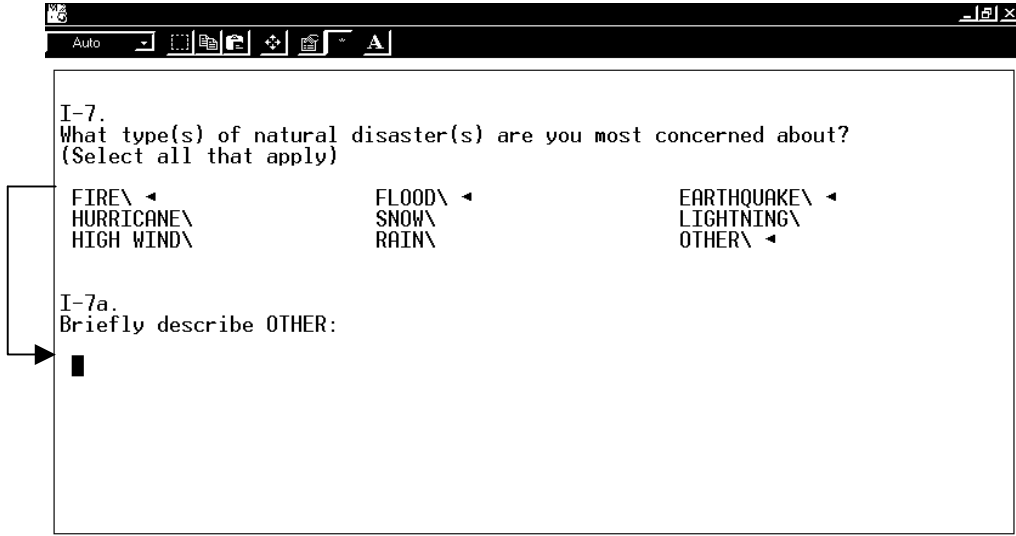 Auto A
I-7.
What type(s) of natural disaster(s) are you most concerned about?
(Select all that apply)
FIRE\ ◄ FLOOD\ ◄ EARTHQUAKE\ ◄
HURRICANE\ SNOW\ LIGHTNING\
HIGH WIND\ RAIN\ OTHER\ ◄
I-7a.
Briefly describe OTHER: